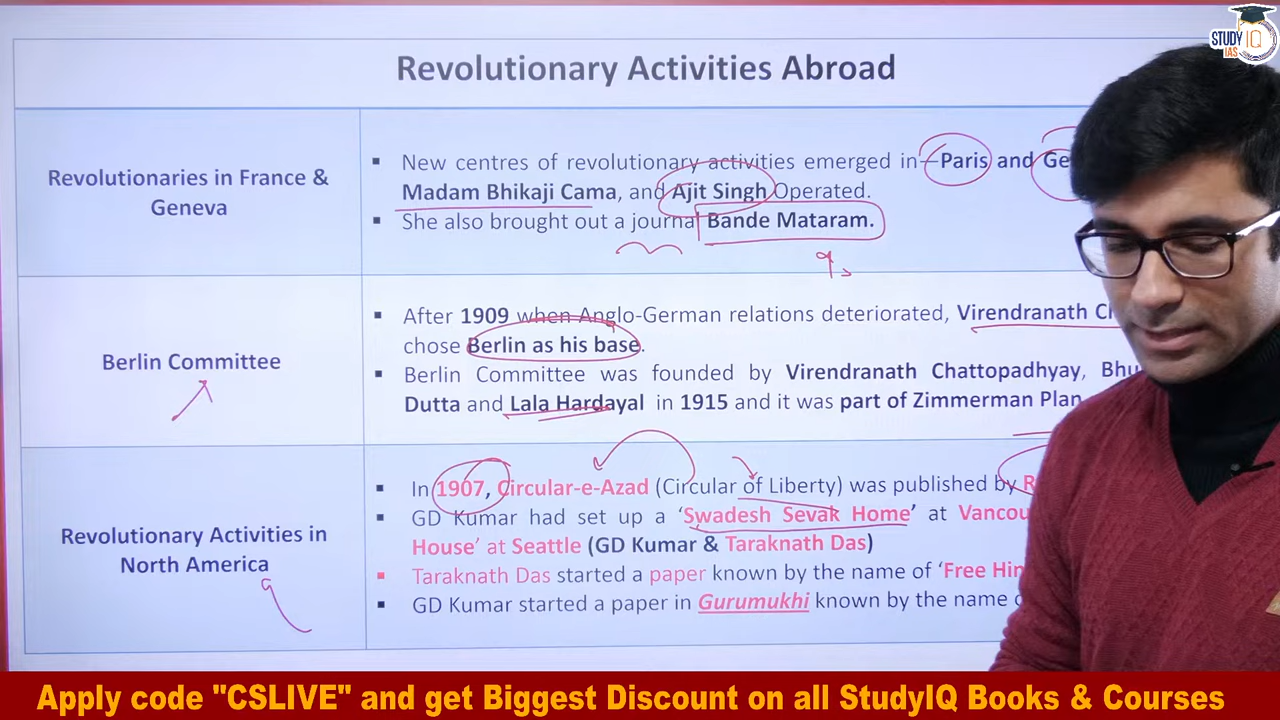 STUDY IQ
IAS
Revolutionary Activities Abroad
Revolutionaries in France &
Geneva
▪ New centres of revolutionary activities emerged in – Paris and
Madam Bhikaji Cama, and Ajit Singh Operated.
▪ She also brought out a journal Bande Mataram.
Berlin Committee
▪ After 1909 when Anglo-German relations deteriorated, Virendranath
chose Berlin as his base.
▪ Berlin Committee was founded by Virendranath Chattopadhyay,
Dutta and Lala Hardayal in 1915 and it was part of Zimmerman Plan
Revolutionary Activities in
North America
▪ In 1907, Circular-e-Azad (Circular of Liberty) was published by
▪ GD Kumar had set up a ‘Swadesh Sevak Home’ at
House’ at Seattle (GD Kumar & Taraknath Das)
▪ Taraknath Das started a paper known by the name of ‘Free
▪ GD Kumar started a paper in Gurumukhi known by the name
Apply code "CSLIVE" and get Biggest Discount on all StudyIQ Books & Courses